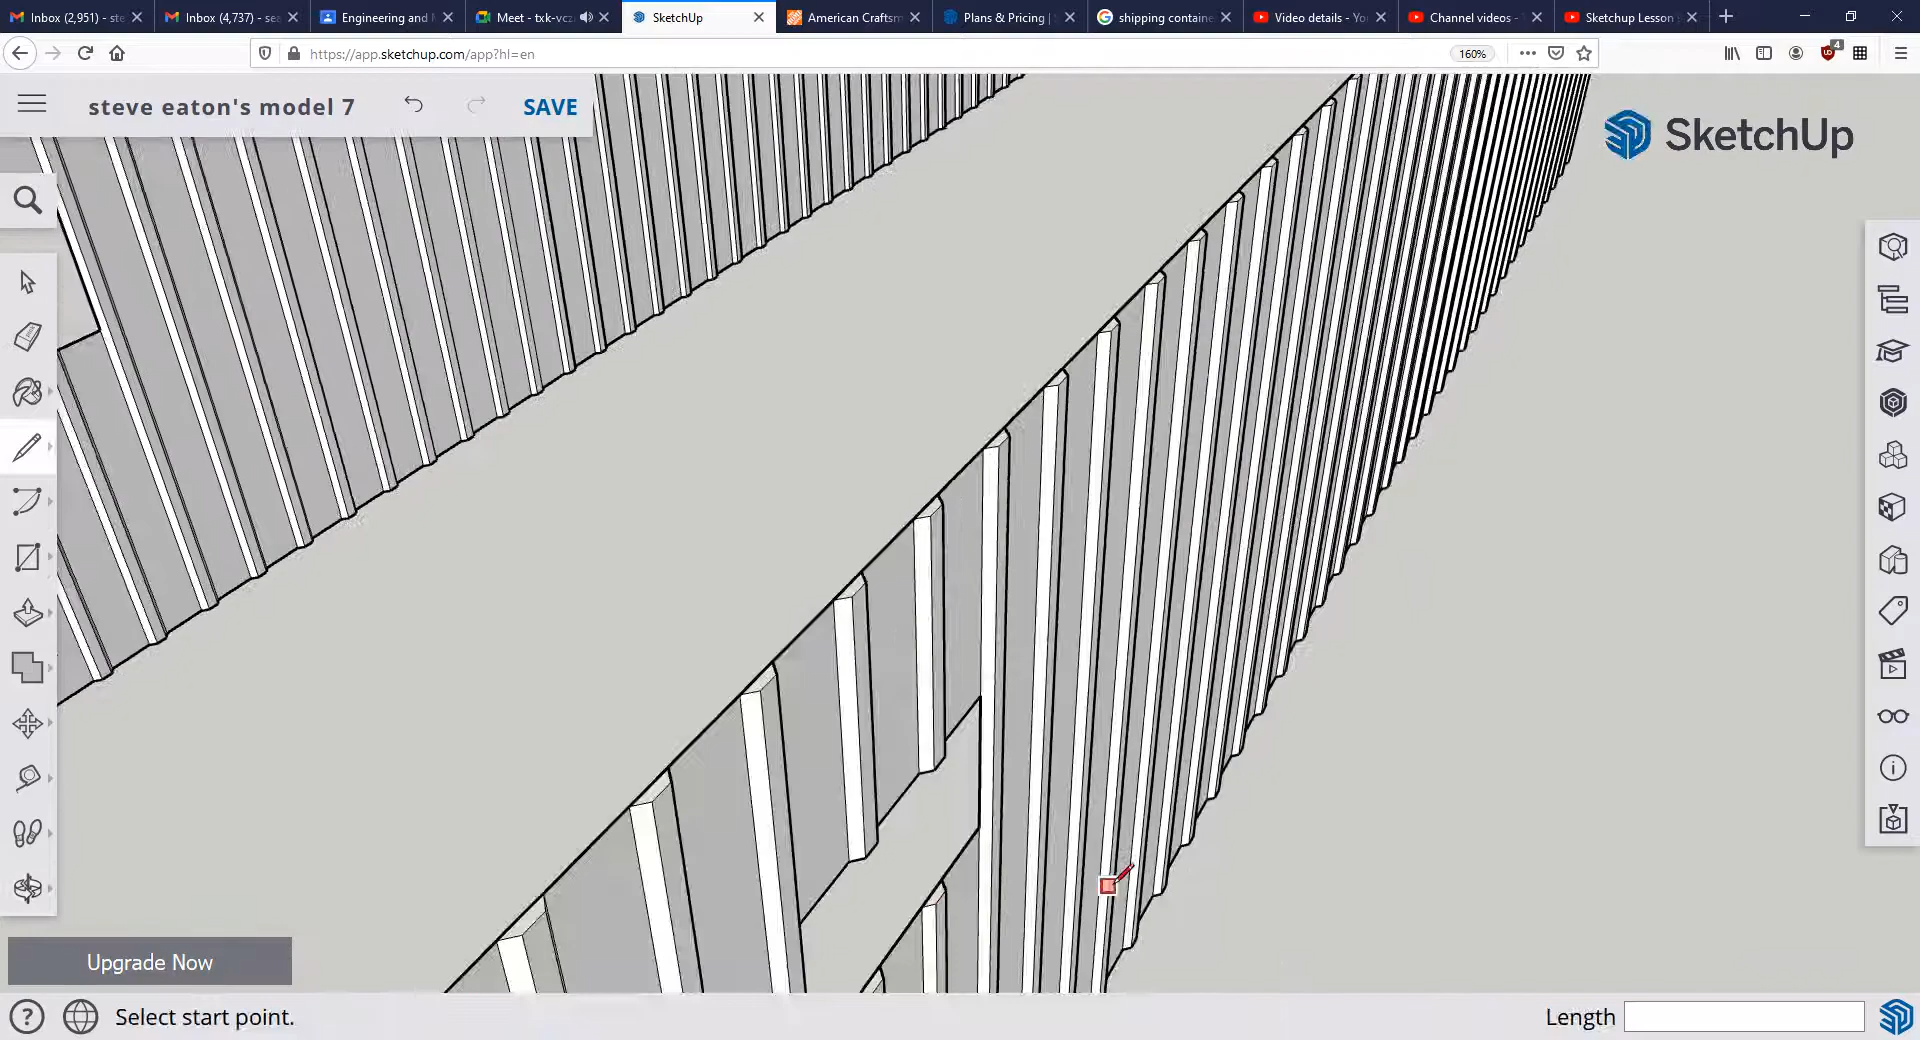 Inbox (2,951) - ste
Inbox (4,737) - sea
Engineering and
Meet - txk-vcz
SketchUp
American Craftsm
Plans & Pricing |
shipping containe
Video details - Yo
Channel videos -
Sketchup Lesson
https://app.sketchup.com/app?hl=en
160%
4
steve eaton's model 7
SAVE
SketchUp
Upgrade Now
Select start point.
Length